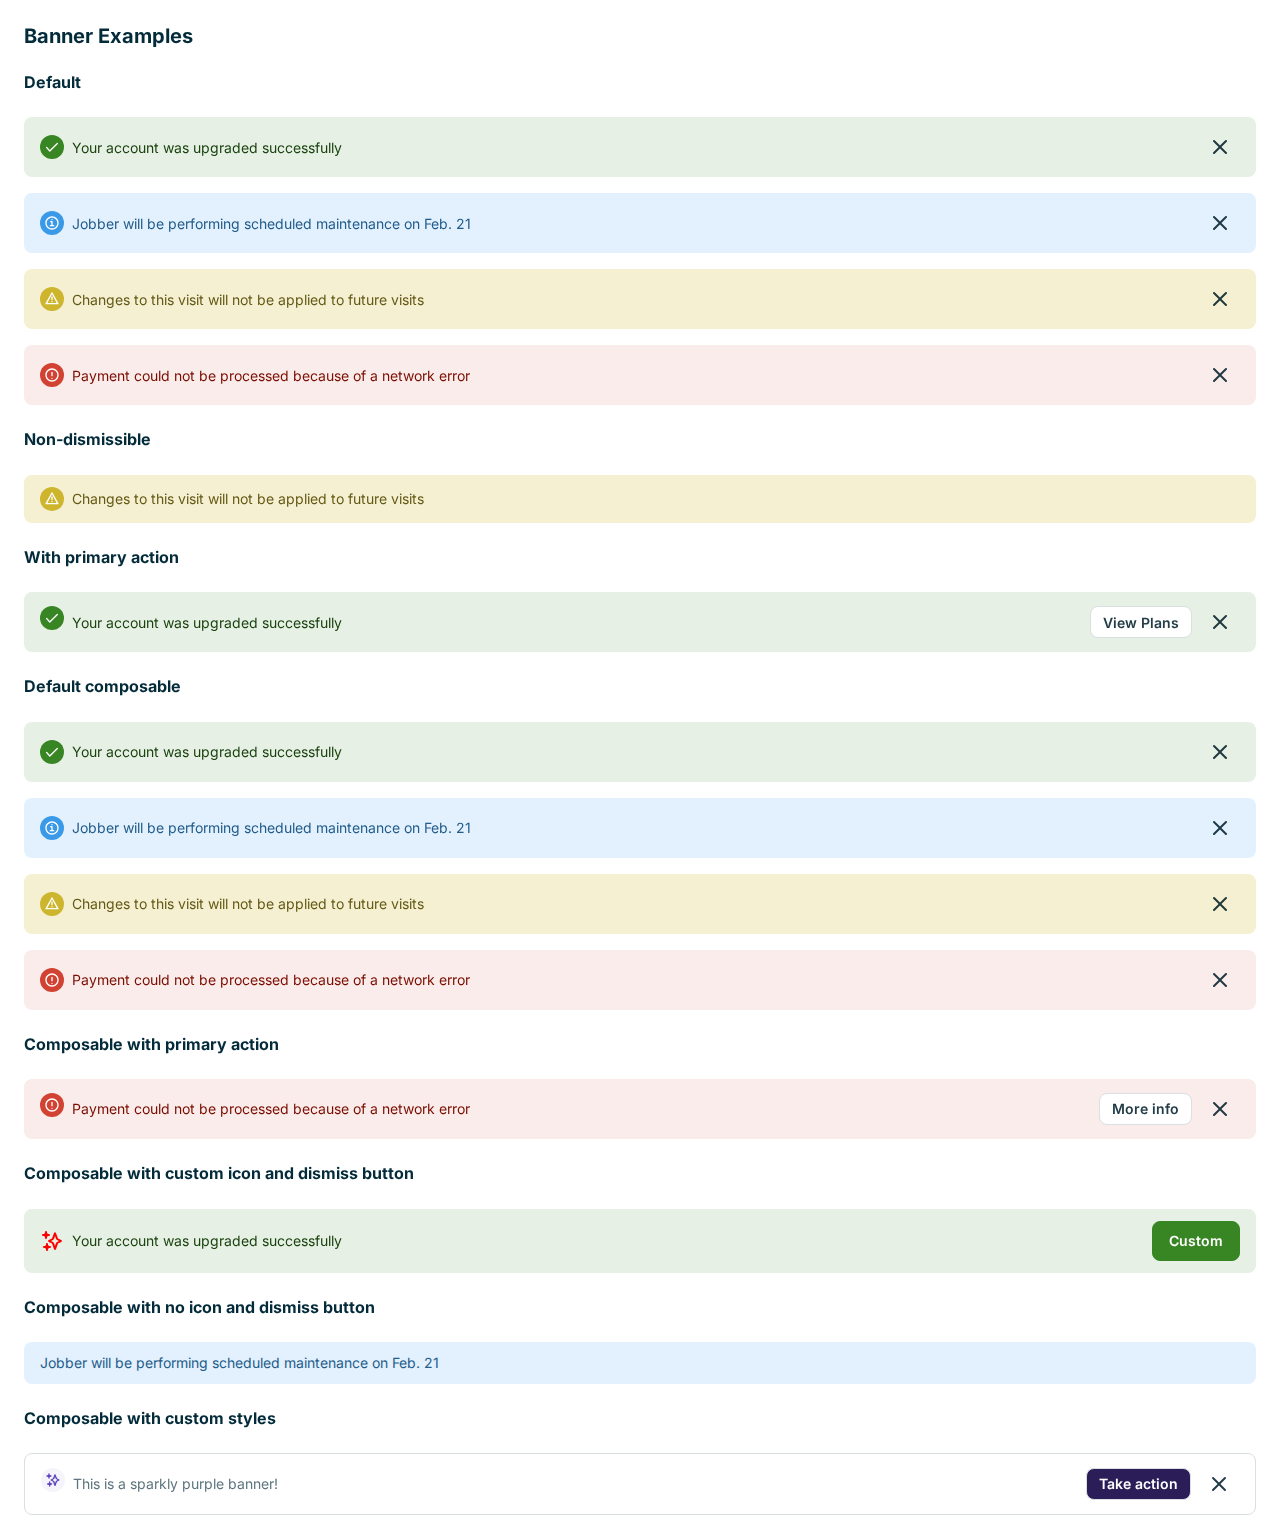 Banner Examples
Default
Your account was upgraded successfully
Jobber will be performing scheduled maintenance on Feb. 21
Changes to this visit will not be applied to future visits
Payment could not be processed because of a network error
Non-dismissible
Changes to this visit will not be applied to future visits
With primary action
Your account was upgraded successfully View Plans
Default composable
Your account was upgraded successfully
Jobber will be performing scheduled maintenance on Feb. 21
Changes to this visit will not be applied to future visits
Payment could not be processed because of a network error
Composable with primary action
Payment could not be processed because of a network error More info
Composable with custom icon and dismiss button
Your account was upgraded successfully Custom
Composable with no icon and dismiss button
Jobber will be performing scheduled maintenance on Feb. 21
Composable with custom styles
This is a sparkly purple banner! Take action